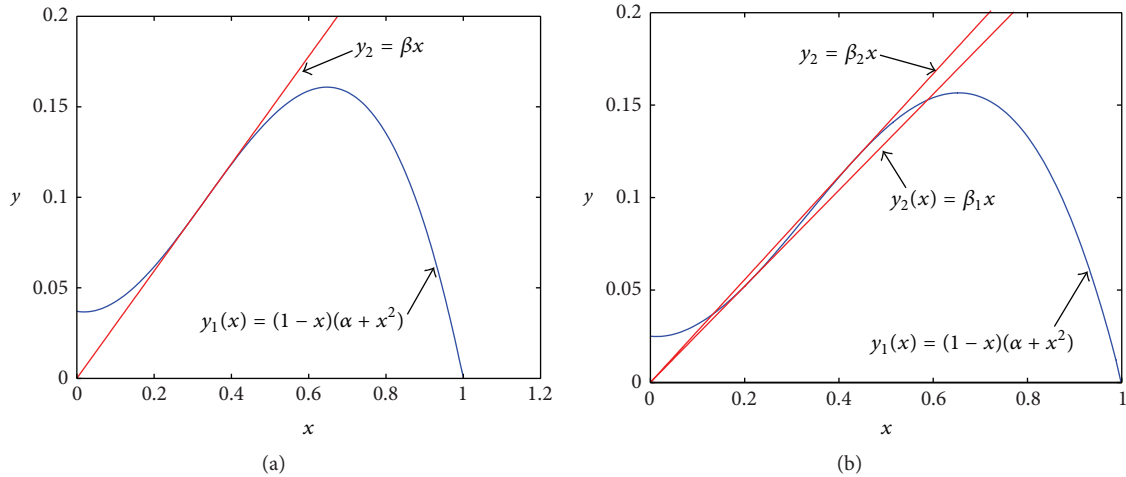 0.2
0.15
0.1
0.05
0
y
0 0.2 0.4 0.6 0.8 1 1.2
x
y₂ = βx
y₁(x) = (1 − x)(α + x²)
(a)
0.2
0.15
0.1
0.05
0
y
0 0.2 0.4 0.6 0.8 1
x
y₂ = β₂x
y₂(x) = β₁x
y₁(x) = (1 − x)(α + x²)
(b)